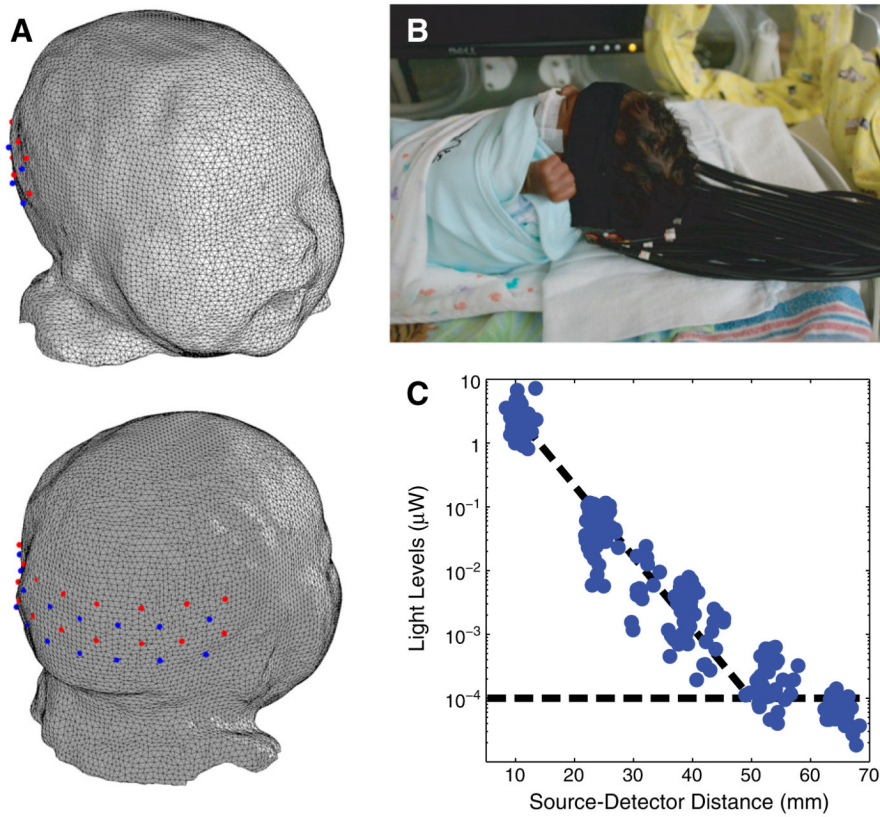 A
B
DELL
C
10
1
10⁻¹
10⁻²
10⁻³
10⁻⁴
Light Levels (μW)
10 20 30 40 50 60 70
Source-Detector Distance (mm)